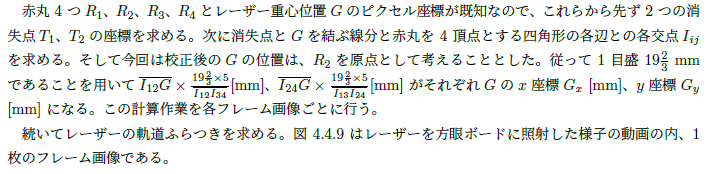 赤丸 4 つ R₁、R₂、R₃、R₄ とレーザー重心位置 G のピクセル座標が既知なので、これらから先ず 2 つの消
失点 T₁、T₂ の座標を求める。次に消失点と G を結ぶ線分と赤丸を 4 頂点とする四角形の各辺との各交点 Iᵢⱼ
を求める。そして今回は校正後の G の位置は、R₂ を原点として考えることとした。従って 1 目盛 19$\frac{2}{3}$ mm
であることを用いて $\overline{I_{12}G} \times \frac{19\frac{2}{3}\times 5}{\overline{I_{12}I_{34}}}$[mm]、$\overline{I_{24}G} \times \frac{19\frac{2}{3}\times 5}{\overline{I_{13}I_{24}}}$[mm] がそれぞれ G の x 座標 Gₓ [mm]、y 座標 $G_y$
[mm] になる。この計算作業を各フレーム画像ごとに行う。
続いてレーザーの軌道ふらつきを求める。図 4.4.9 はレーザーを方眼ボードに照射した様子の動画の内、1
枚のフレーム画像である。